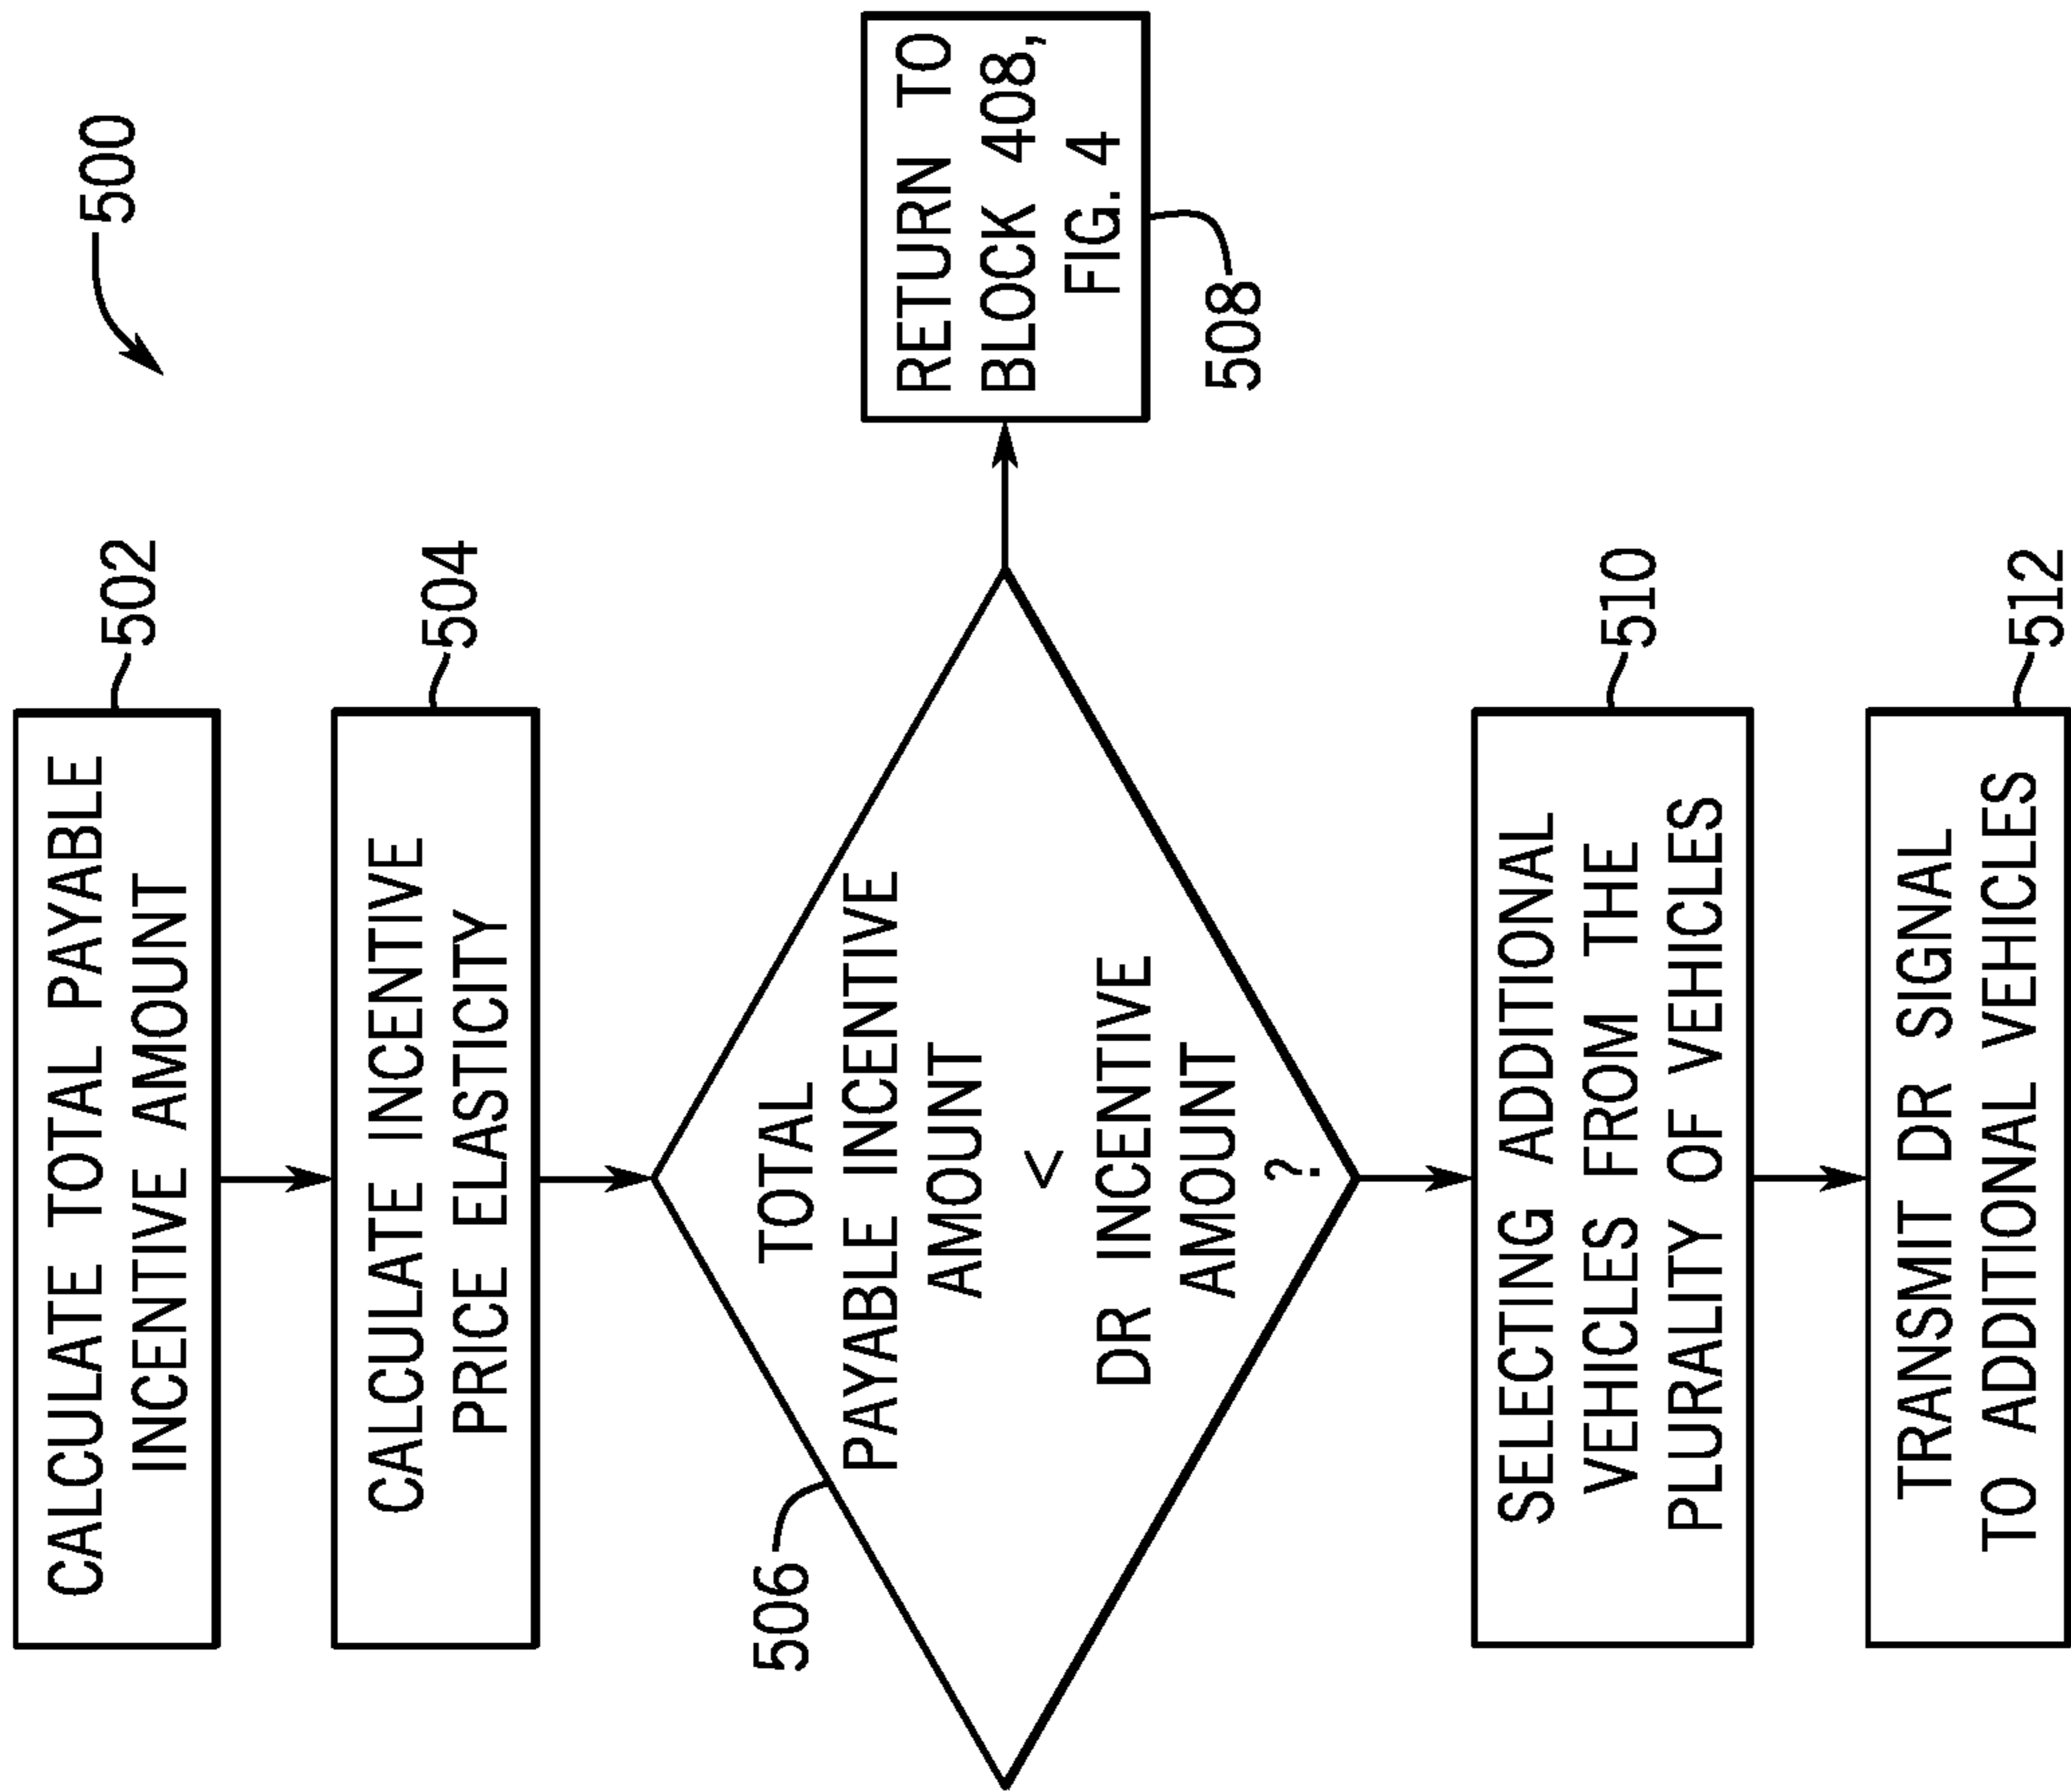 500
CALCULATE TOTAL PAYABLE
INCENTIVE AMOUNT
502
CALCULATE INCENTIVE
PRICE ELASTICITY
504
506
TOTAL
PAYABLE INCENTIVE
AMOUNT
<
DR INCENTIVE
AMOUNT
?
RETURN TO
BLOCK 408,
FIG. 4
508
SELECTING ADDITIONAL
VEHICLES FROM THE
PLURALITY OF VEHICLES
510
TRANSMIT DR SIGNAL
TO ADDITIONAL VEHICLES
512